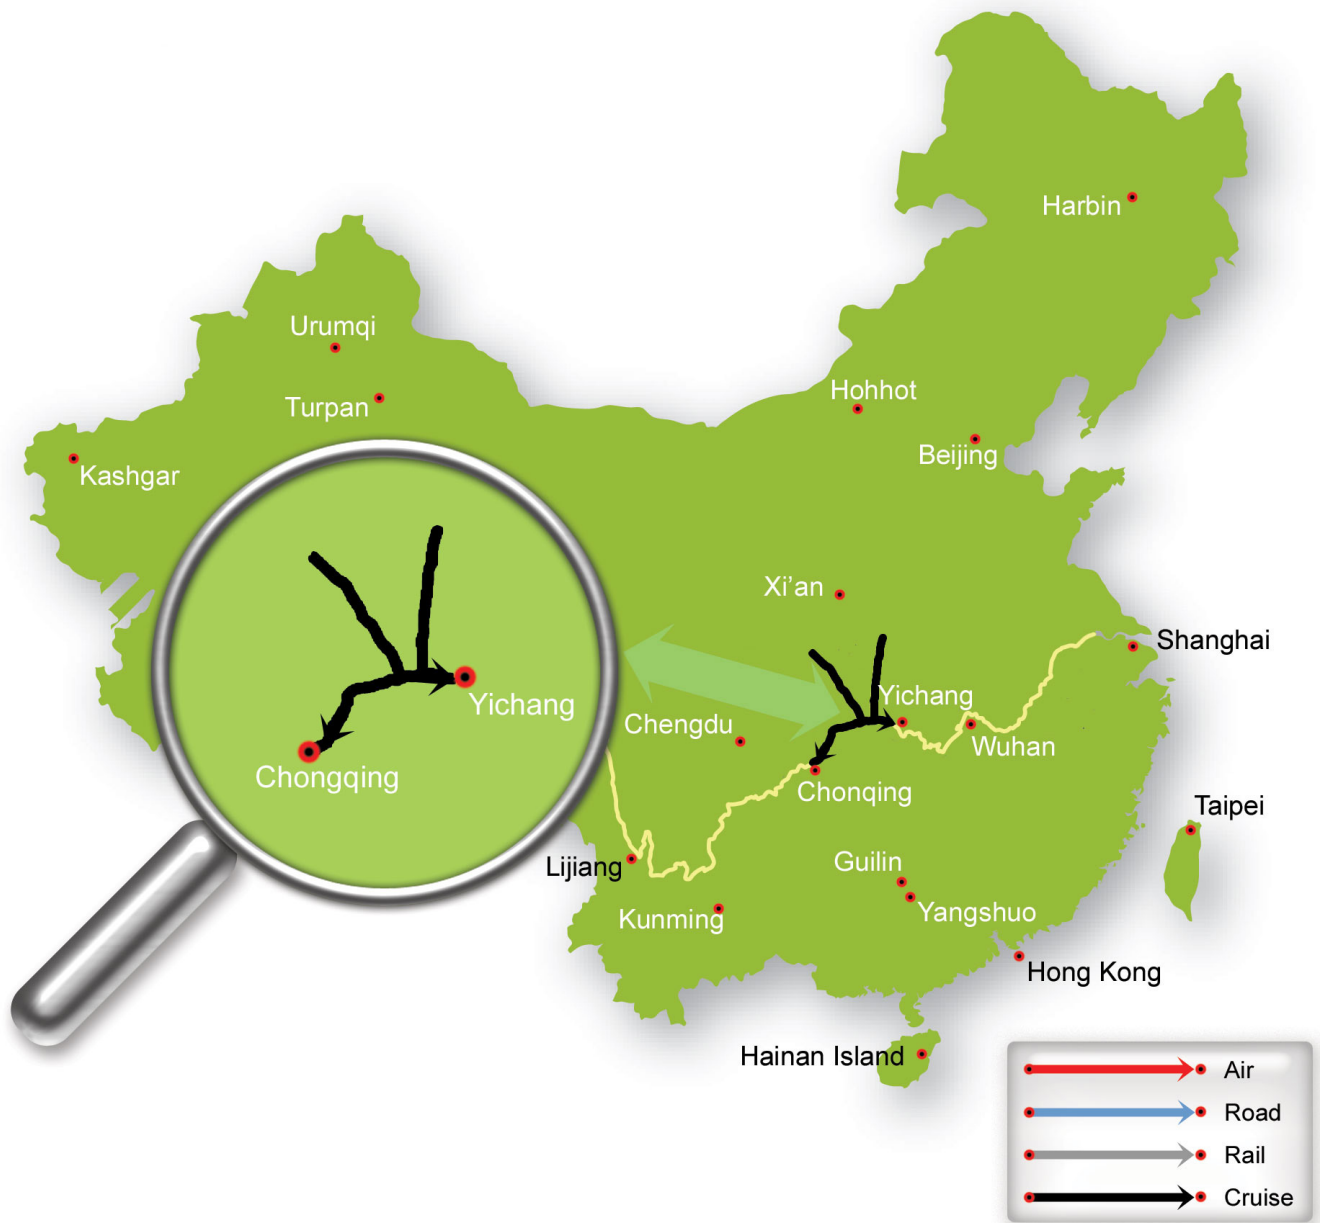 Harbin
Urumqi
Turpan
Hohhot
Beijing
Kashgar
Xi’an
Shanghai
Yichang
Chongqing
Yichang
Chengdu
Wuhan
Chonqing
Taipei
Lijiang
Guilin
Kunming
Yangshuo
Hong Kong
Hainan Island
Air
Road
Rail
Cruise